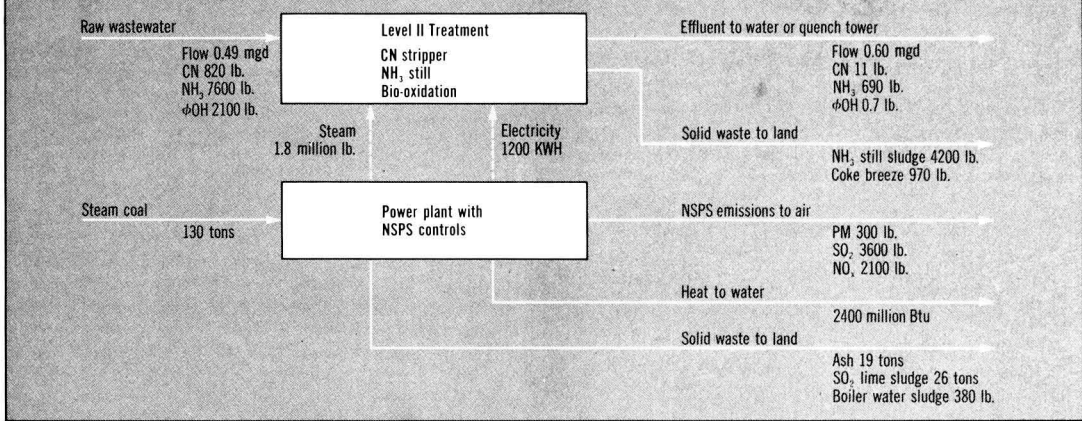 Raw wastewater
Flow 0.49 mgd
CN 820 lb.
NH₃ 7600 lb.
ϕOH 2100 lb.
Level II Treatment
CN stripper
NH₃ still
Bio-oxidation
Effluent to water or quench tower
Flow 0.60 mgd
CN 11 lb.
NH₃ 690 lb.
ϕOH 0.7 lb.
Solid waste to land
NH₃ still sludge 4200 lb.
Coke breeze 970 lb.
Steam
1.8 million lb.
Electricity
1200 KWH
Steam coal
130 tons
Power plant with
NSPS controls
NSPS emissions to air
PM 300 lb.
SO₂ 3600 lb.
NOₓ 2100 lb.
Heat to water
2400 million Btu
Solid waste to land
Ash 19 tons
SO₂ lime sludge 26 tons
Boiler water sludge 380 lb.